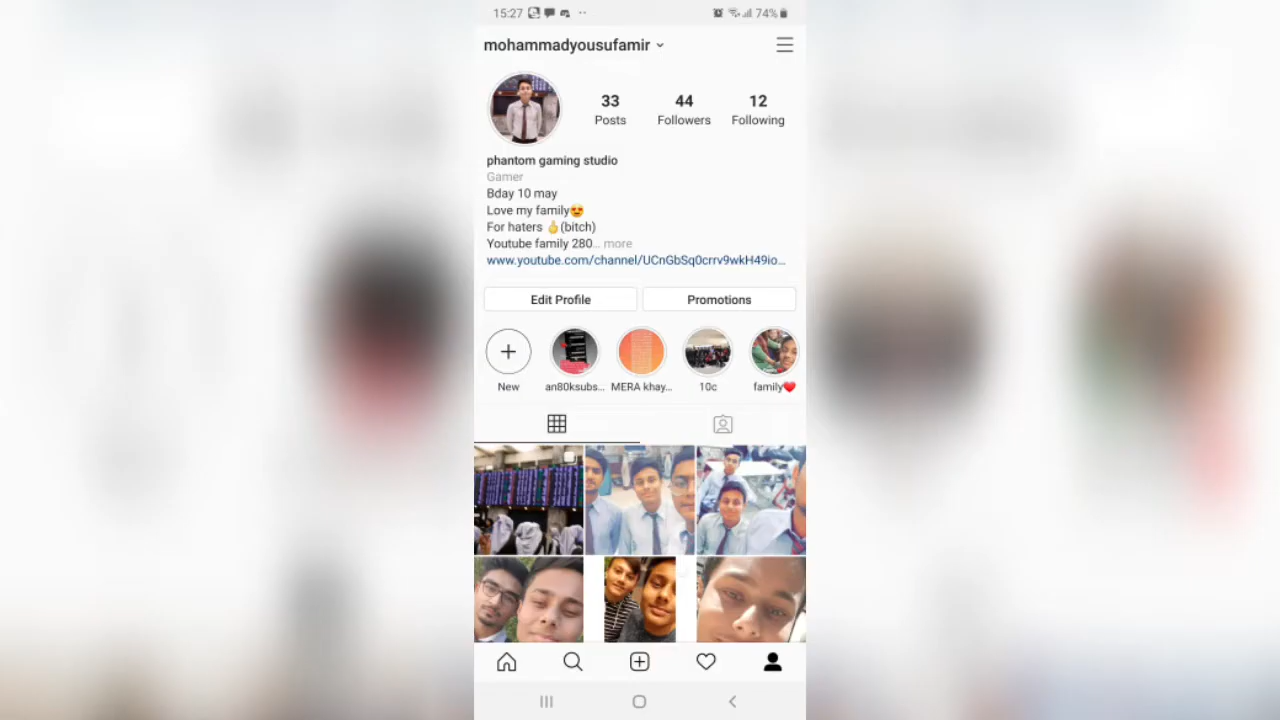 15:27 74%
mohammadyousufamir
33 44 12
Posts Followers Following
phantom gaming studio
Gamer
Bday 10 may
Love my family😍
For haters 🖕(bitch)
Youtube family 280... more
www.youtube.com/channel/UCnGbSq0crrv9wkH49io...
Edit Profile Promotions
New an80ksubs... MERA khay... 10c family❤️